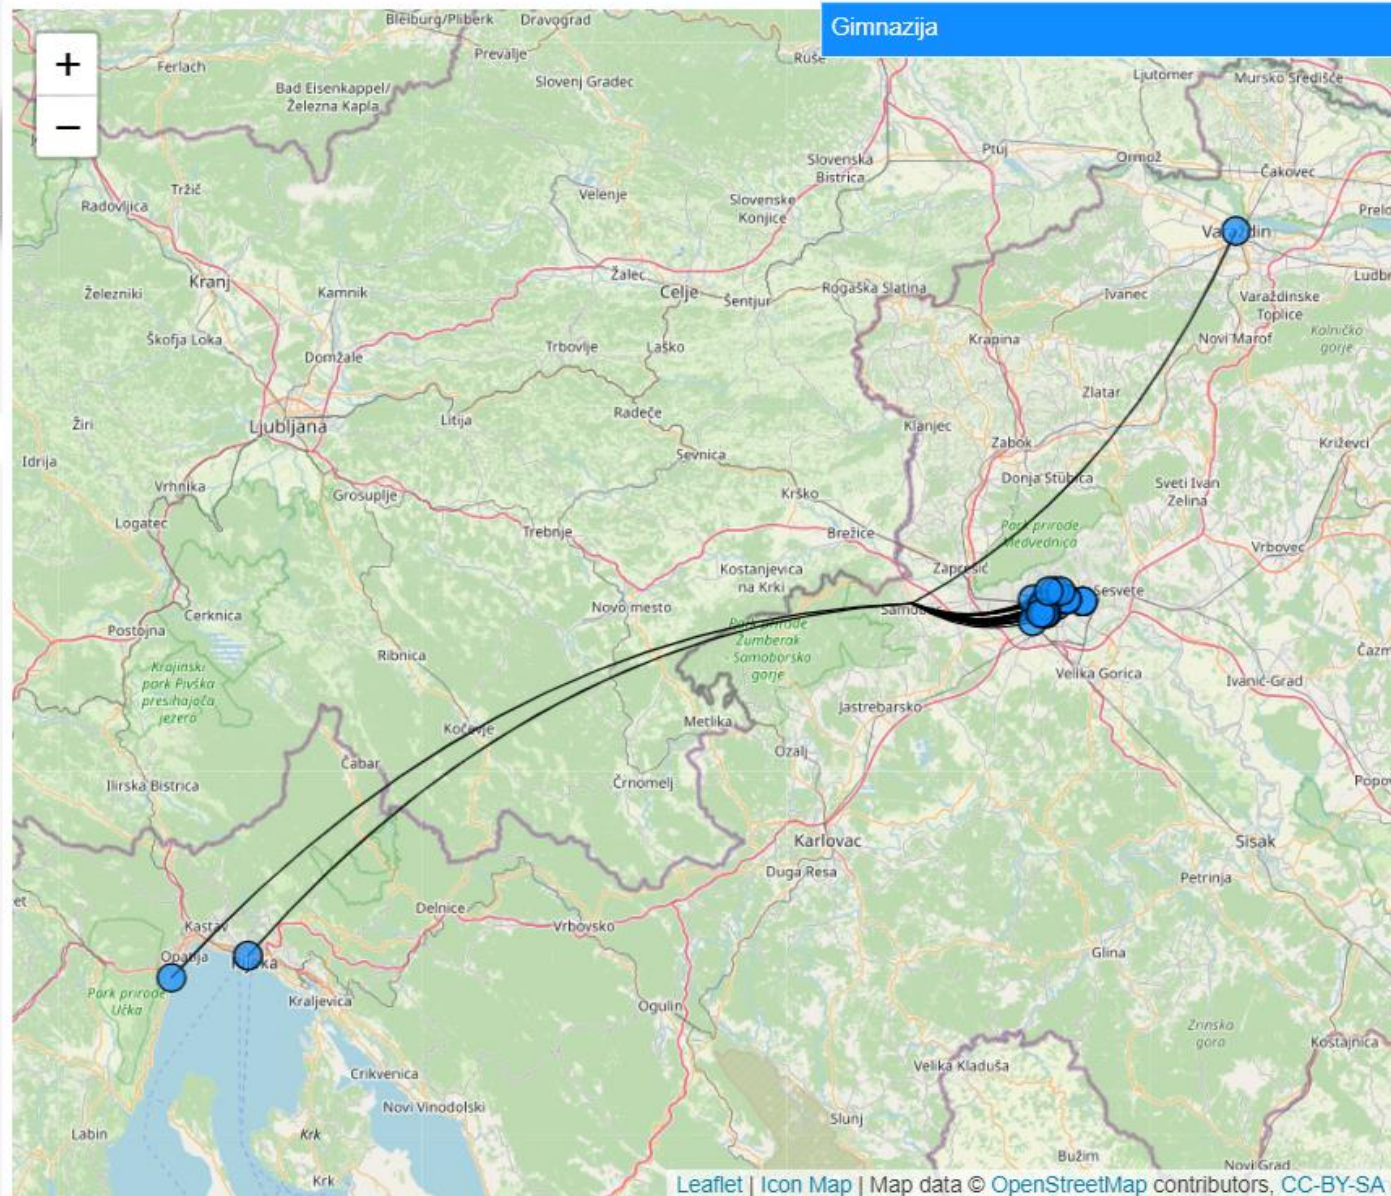 Gimnazija
+
−
Bleiburg/Pliberk
Dravograd
Ferlach
Prevalje
Ruše
Bad Eisenkappel/
Železna Kapla
Slovenj Gradec
Ljutomer
Mursko Središće
Ptuj
Ormož
Slovenska
Bistrica
Čakovec
Tržič
Velenje
Radovljica
Slovenske
Konjice
Žalec
Celje
Šentjur
Rogaška Slatina
Ivanec
Varaždinske
Toplice
Kranj
Kamnik
Železniki
Škofja Loka
Domžale
Trbovlje
Laško
Krapina
Novi Marof
Kalničko
gorje
Zlatar
Ljubljana
Litija
Radeče
Klanjec
Zabok
Križevci
Žiri
Idrija
Sevnica
Donja Stubica
Sveti Ivan
Zelina
Vrhnika
Grosuplje
Krško
Logatec
Trebnje
Brežice
Park prirode
Medvednica
Vrbovec
Kostanjevica
na Krki
Zaprešić
Sesvete
Novo mesto
Cerknica
Postojna
Park prirode
Žumberak
- Samoborsko
gorje
Ribnica
Krajinski
park Pivška
presihajoča
jezera
Velika Gorica
Ivanić-Grad
Kočevje
Metlika
Jastrebarsko
Ozalj
Čabar
Ilirska Bistrica
Črnomelj
Karlovac
Sisak
Duga Resa
Petrinja
Delnice
Kastav
Vrbovsko
Glina
Park prirode
Učka
Kraljevica
Ogulin
Zrinska
gora
Kostajnica
Velika Kladuša
Crikvenica
Novi Vinodolski
Slunj
Labin
Krk
Bužim
Novi Grad
Krk
Leaflet | Icon Map | Map data © OpenStreetMap contributors, CC-BY-SA